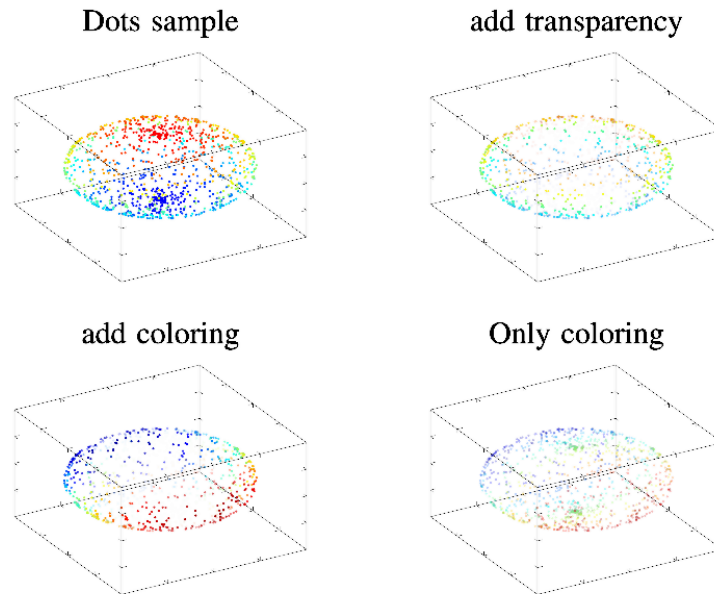 Dots sample
add transparency
add coloring
Only coloring